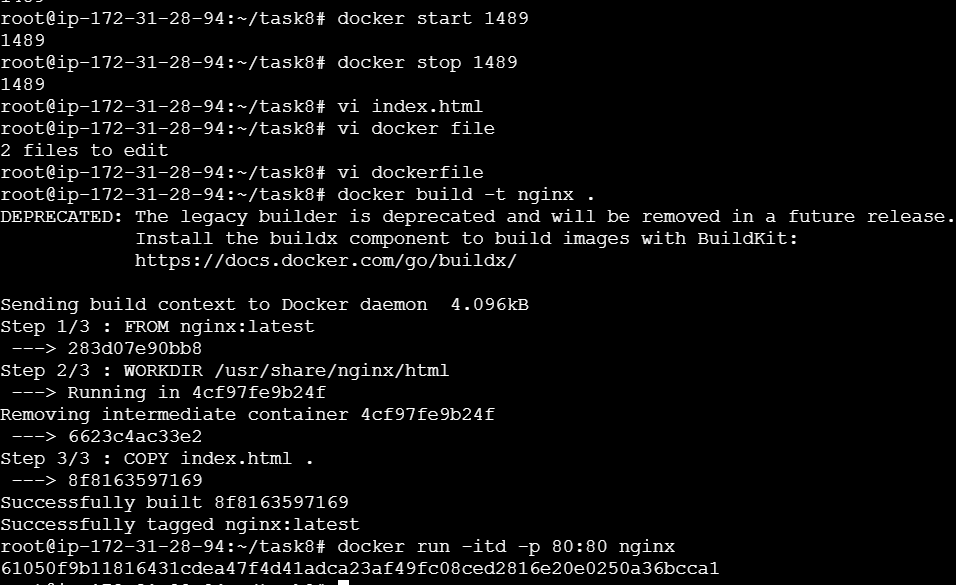 1489
root@ip-172-31-28-94:~/task8# docker start 1489
1489
root@ip-172-31-28-94:~/task8# docker stop 1489
1489
root@ip-172-31-28-94:~/task8# vi index.html
root@ip-172-31-28-94:~/task8# vi docker file
2 files to edit
root@ip-172-31-28-94:~/task8# vi dockerfile
root@ip-172-31-28-94:~/task8# docker build -t nginx .
DEPRECATED: The legacy builder is deprecated and will be removed in a future release.
Install the buildx component to build images with BuildKit:
https://docs.docker.com/go/buildx/
Sending build context to Docker daemon  4.096kB
Step 1/3 : FROM nginx:latest
---> 283d07e90bb8
Step 2/3 : WORKDIR /usr/share/nginx/html
---> Running in 4cf97fe9b24f
Removing intermediate container 4cf97fe9b24f
---> 6623c4ac33e2
Step 3/3 : COPY index.html .
---> 8f8163597169
Successfully built 8f8163597169
Successfully tagged nginx:latest
root@ip-172-31-28-94:~/task8# docker run -itd -p 80:80 nginx
61050f9b11816431cdea47f4d41adca23af49fc08ced2816e20e0250a36bcca1